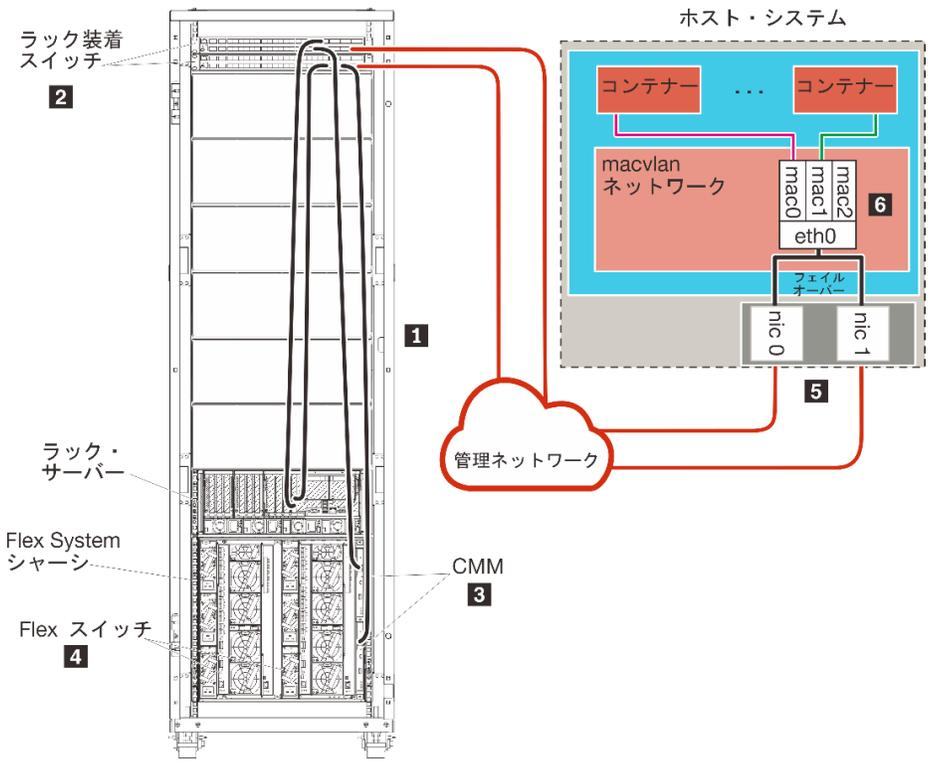 ホスト・システム
ラック装着
スイッチ
2
コンテナー
...
コンテナー
macvlan
ネットワーク
mac0
mac1
mac2
6
eth0
フェイル
オーバー
nic 0
nic 1
1
5
管理ネットワーク
ラック・
サーバー
Flex System
シャーシ
CMM
3
Flex スイッチ
4